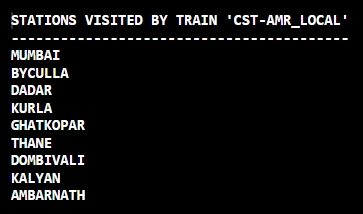 STATIONS VISITED BY TRAIN 'CST-AMR_LOCAL'
-----------------------------------------
MUMBAI
BYCULLA
DADAR
KURLA
GHATKOPAR
THANE
DOMBIVALI
KALYAN
AMBARNATH